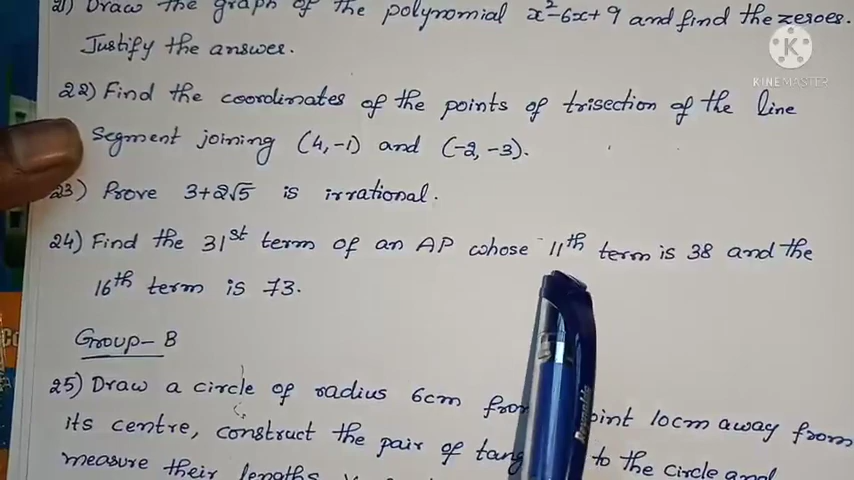 21) Draw the graph of the polynomial x²-6x+9 and find the zeroes.
Justify the answer.
KINEMASTER
22) Find the coordinates of the points of trisection of the line
segment joining (4,-1) and (-2,-3).
23) Prove 3+2√5 is irrational.
24) Find the 31st term of an AP whose 11th term is 38 and the
16th term is 73.
Group-B
25) Draw a circle of radius 6cm from point 10cm away from
its centre, construct the pair of tang to the circle and
measure their lengths